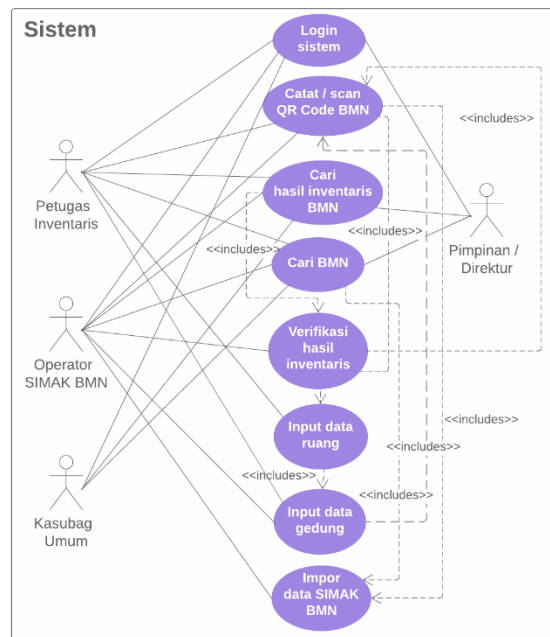 Sistem
Login
sistem
Catat / scan
QR Code BMN
<<includes>>
Petugas
Inventaris
Cari
hasil inventaris
BMN
<<includes>>
<<includes>>
Pimpinan /
Direktur
Cari BMN
Operator
SIMAK BMN
Verifikasi
hasil
inventaris
Input data
ruang
<<includes>>
<<includes>>
<<includes>>
Kasubag
Umum
Input data
gedung
<<includes>>
Impor
data SIMAK
BMN